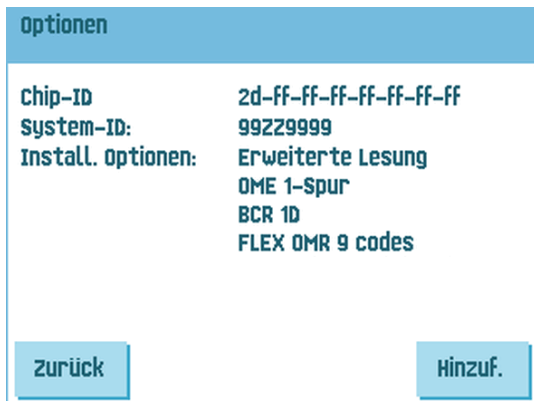 Optionen
Chip-ID 2d-ff-ff-ff-ff-ff-ff-ff
System-ID: 99ZZ9999
Install. Optionen: Erweiterte Lesung
OME 1-Spur
BCR 1D
FLEX OMR 9 codes
Zurück Hinzuf.